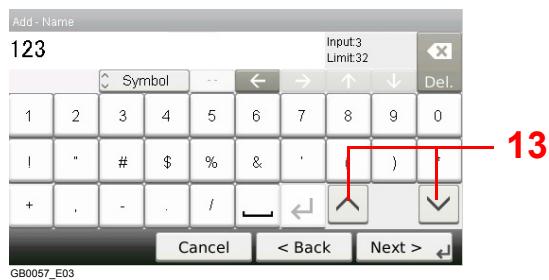 Add - Name
123
Input:3
Limit:32
Symbol -- ← → ↑ ↓ Del.
1 2 3 4 5 6 7 8 9 0
! " # $ % & ' ( ) *
+ , - . /
13
Cancel < Back Next >
GB0057_E03